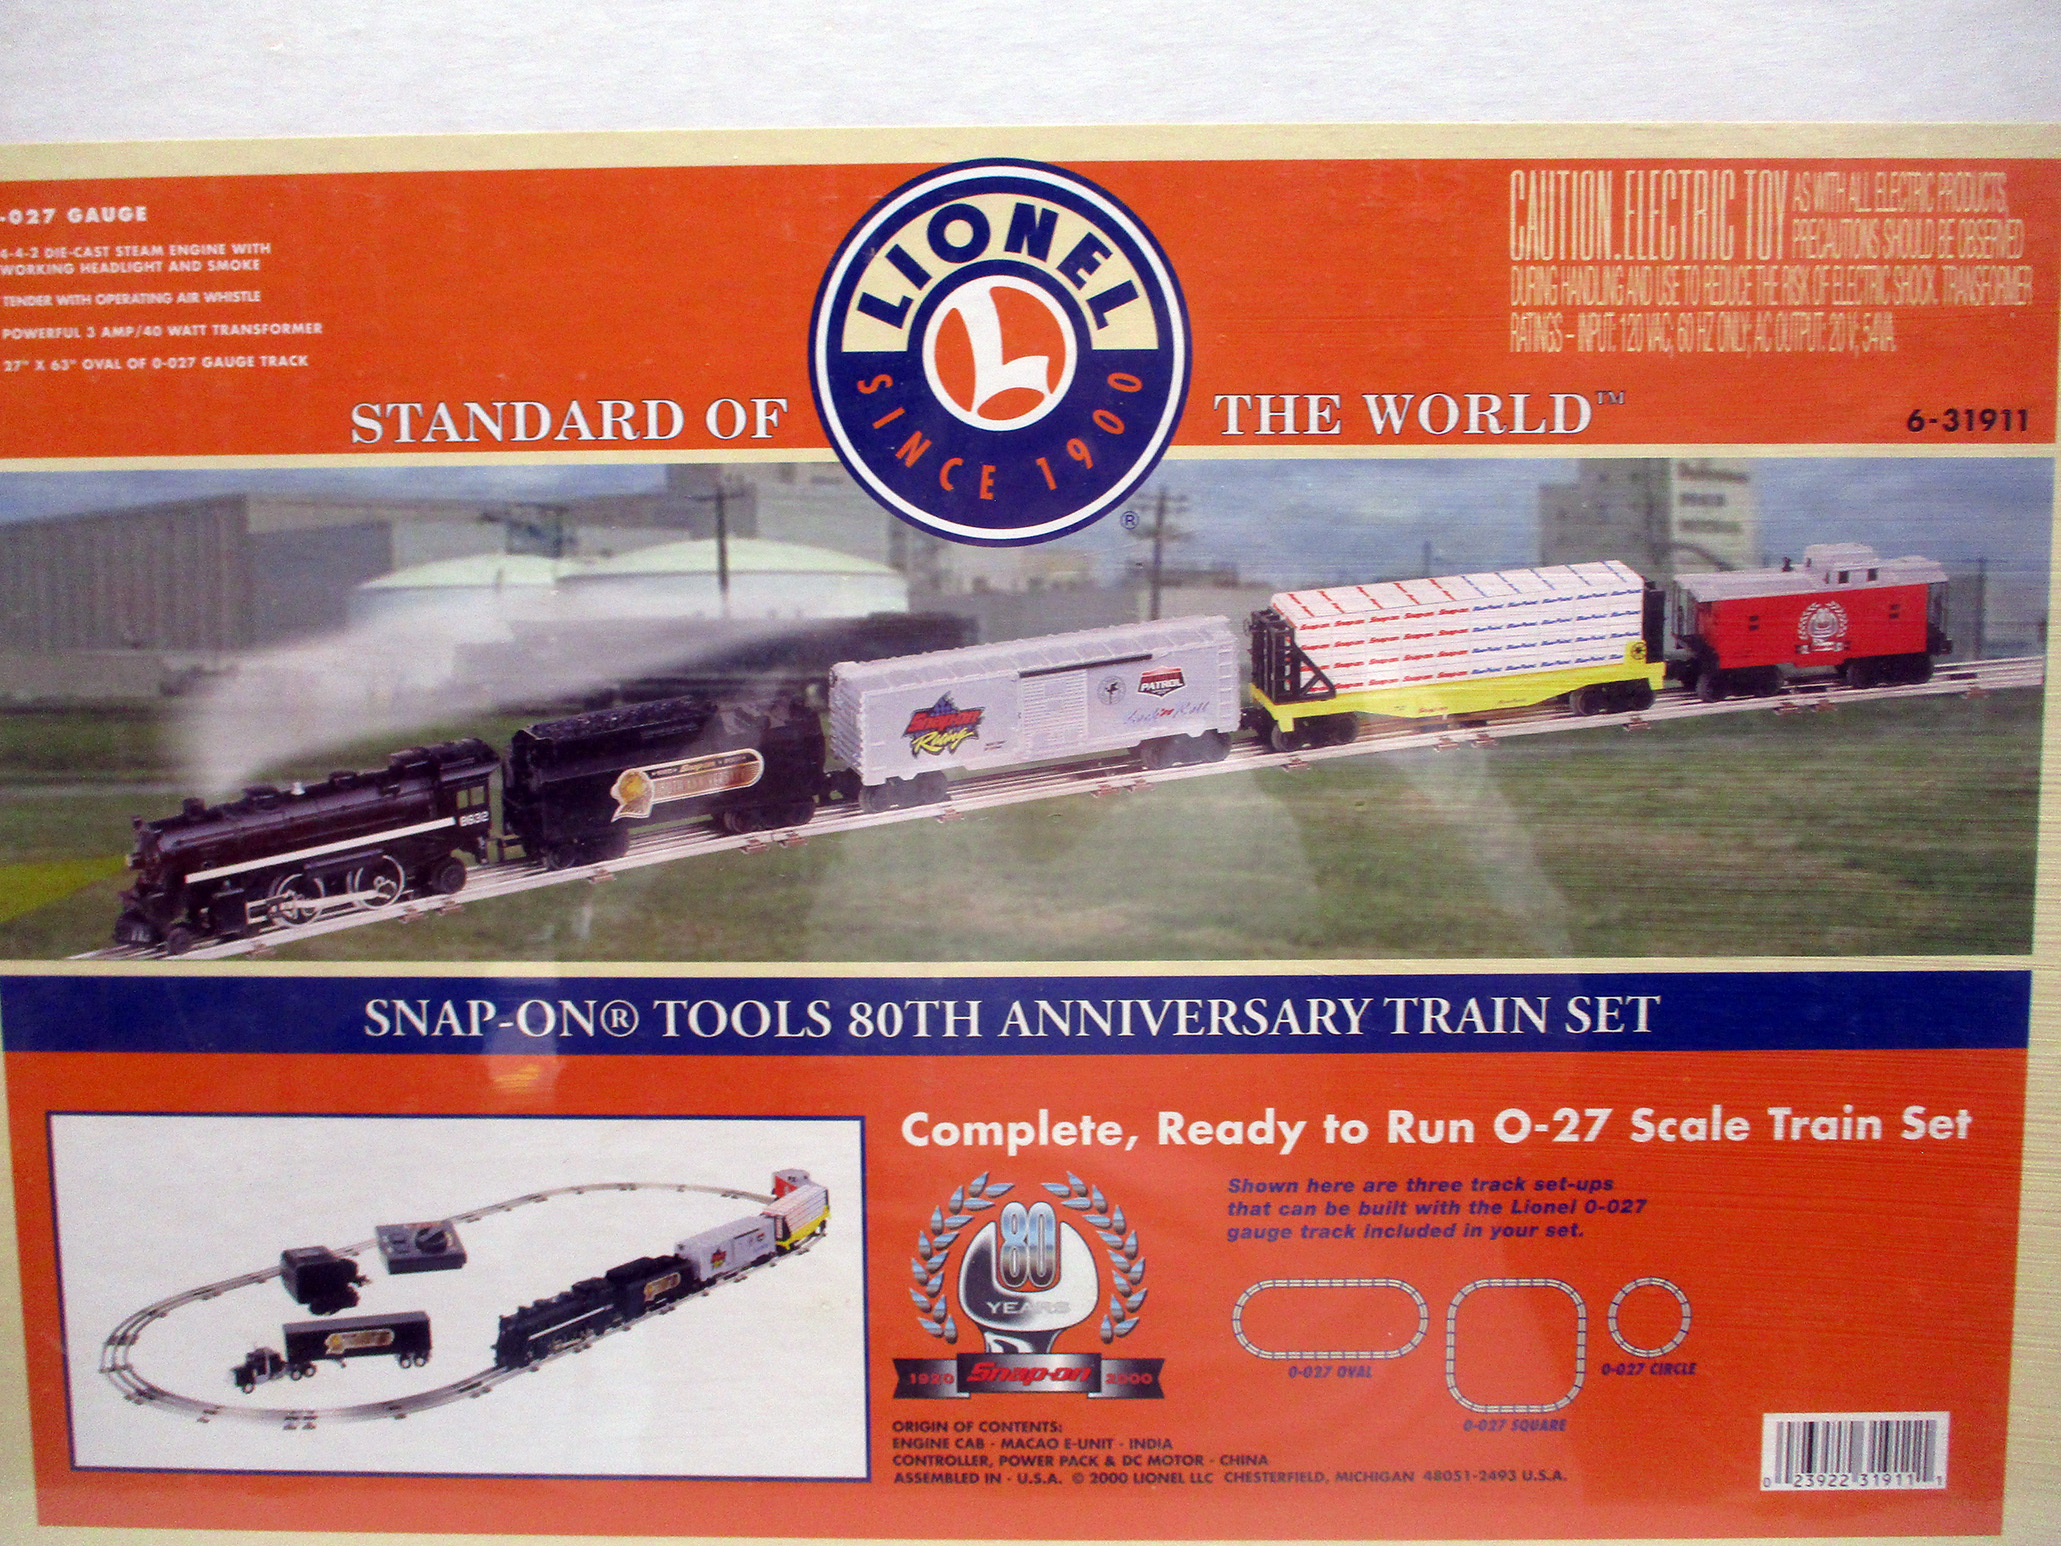 -027 GAUGE
4-4-2 DIE-CAST STEAM ENGINE WITH
WORKING HEADLIGHT AND SMOKE
TENDER WITH OPERATING AIR WHISTLE
POWERFUL 3 AMP/40 WATT TRANSFORMER
27" X 63" OVAL OF 0-027 GAUGE TRACK
LIONEL
L
SINCE 1900
®
CAUTION. ELECTRIC TOY AS WITH ALL ELECTRIC PRODUCTS,
PRECAUTIONS SHOULD BE OBSERVED
DURING HANDLING AND USE TO REDUCE THE RISK OF ELECTRIC SHOCK. TRANSFORMER
RATINGS – INPUT: 120 VAC; 60 HZ ONLY; AC OUTPUT: 20 V; 54VA.
STANDARD OF THE WORLD™
6-31911
8632
Snap-on
Racing
PATROL
SNAP-ON® TOOLS 80TH ANNIVERSARY TRAIN SET
Complete, Ready to Run O-27 Scale Train Set
80
YEARS
1920 Snap-on 2000
Shown here are three track set-ups
that can be built with the Lionel 0-027
gauge track included in your set.
0-027 OVAL
0-027 SQUARE
0-027 CIRCLE
ORIGIN OF CONTENTS:
ENGINE CAB - MACAO E-UNIT - INDIA
CONTROLLER, POWER PACK & DC MOTOR - CHINA
ASSEMBLED IN - U.S.A. © 2000 LIONEL LLC CHESTERFIELD, MICHIGAN 48051-2493 U.S.A.
0 23922 31911 1